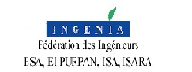 INGENIA
Fédération des Ingénieurs
ESA, EI PURPAN, ISA, ISARA